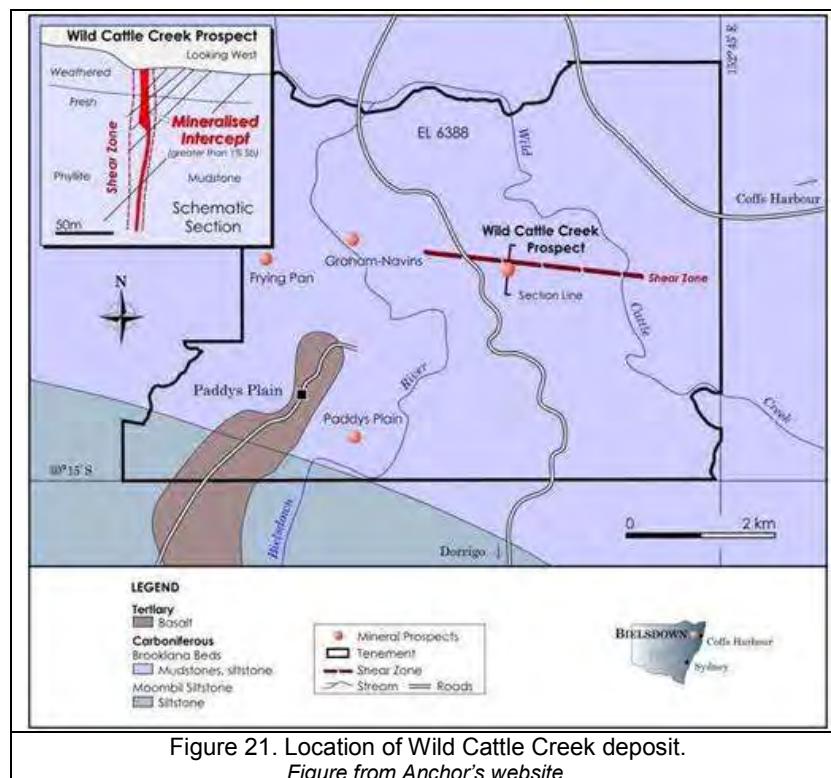 Wild Cattle Creek Prospect
Looking West
Weathered
Fresh
Mineralised
Intercept
(greater than 1% Sb)
Shear Zone
Phyllite
Mudstone
Schematic
Section
50m
152°45' E
EL 6388
Wild
Coffs Harbour
Wild Cattle Creek
Prospect
Graham-Navins
Frying Pan
Shear Zone
Section Line
N
Cattle
Paddys Plain
River
Creek
Paddys Plain
15' S
0 2 km
Bielsdown
Dorrigo
LEGEND
Tertiary
Basalt
Carboniferous
Brooklana Beds
Mudstones, siltstone
Moombil Siltstone
Siltstone
Mineral Prospects
Tenement
Shear Zone
Stream Roads
BIELSDOWN
Coffs Harbour
Sydney
Figure 21. Location of Wild Cattle Creek deposit.
Figure from Anchor's website